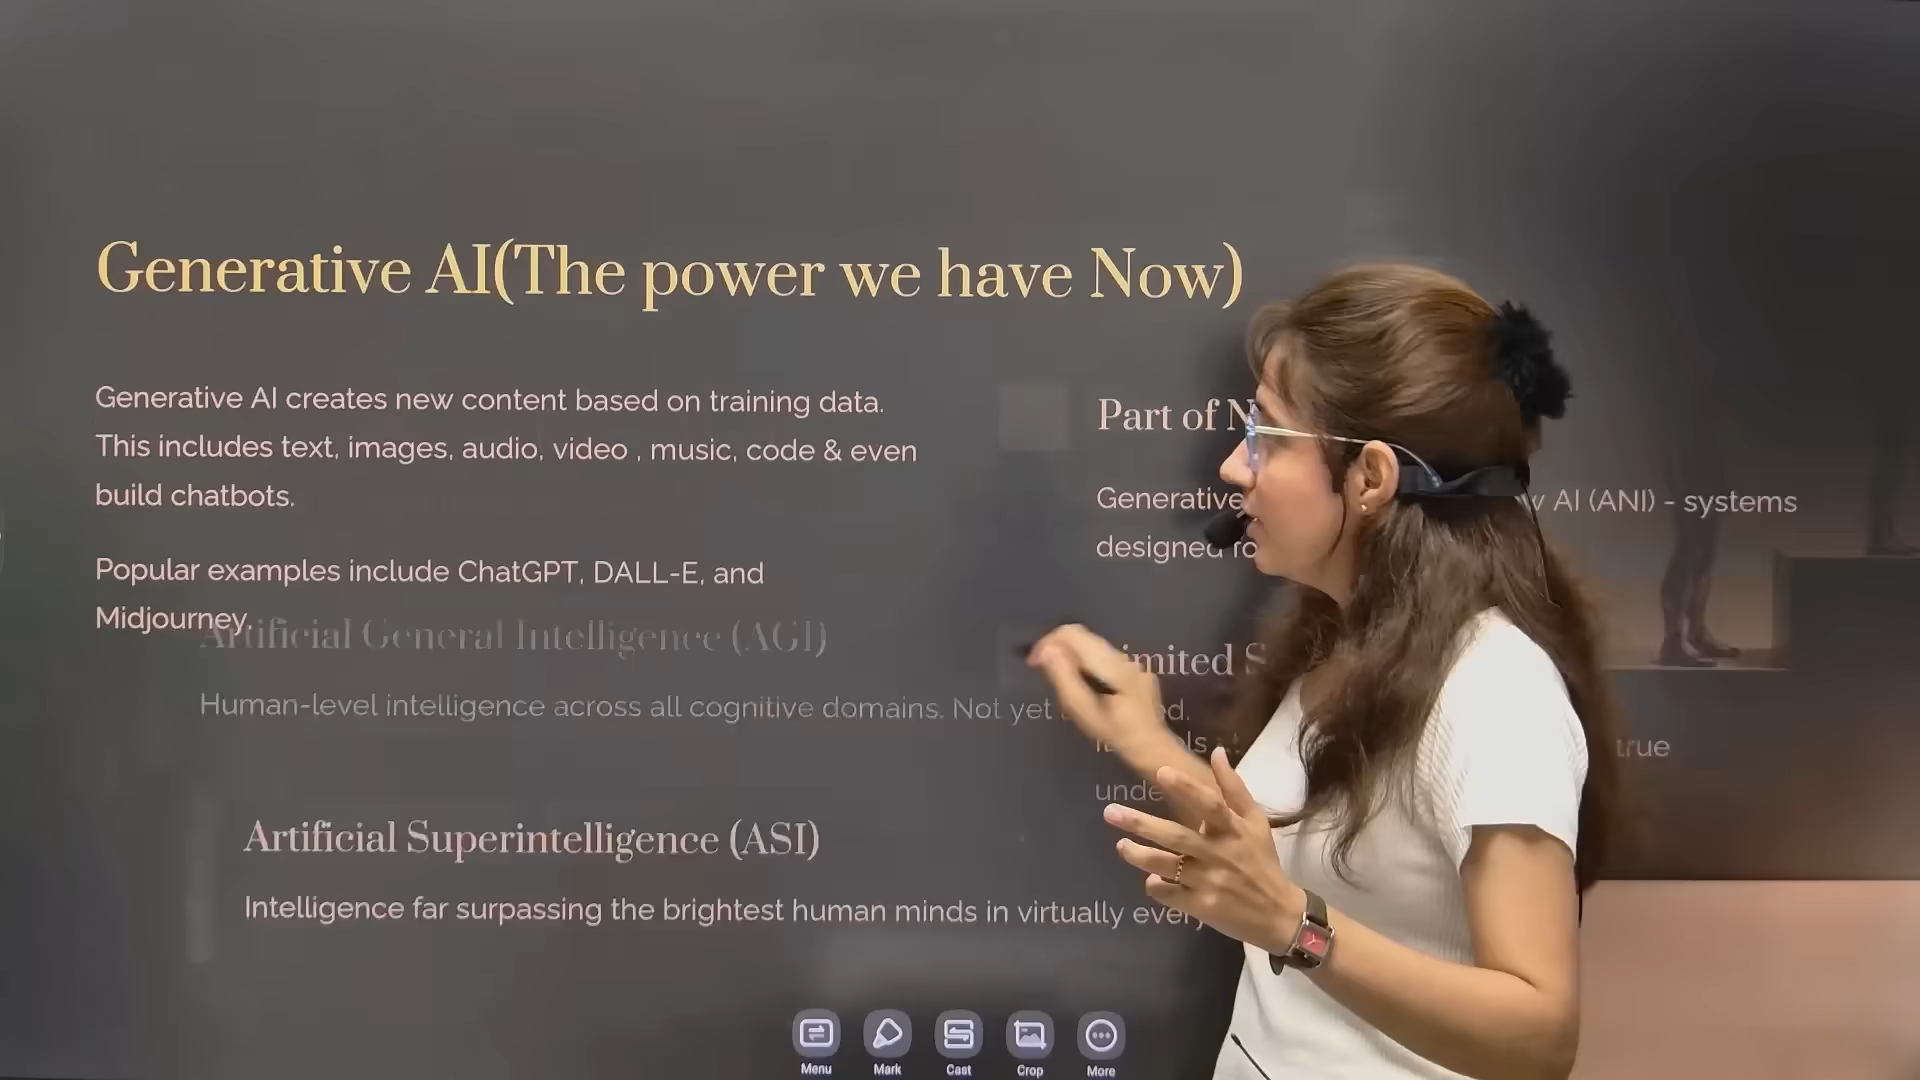 Generative AI(The power we have Now)
Generative AI creates new content based on training data.
This includes text, images, audio, video , music, code & even
build chatbots.
Popular examples include ChatGPT, DALL-E, and
Midjourney.
Artificial General Intelligence (AGI)
Human-level intelligence across all cognitive domains. Not yet
Artificial Superintelligence (ASI)
Intelligence far surpassing the brightest human minds in virtually every
Part of
Generative AI (ANI) - systems
designed
true
Menu
Mark
Cast
Crop
More